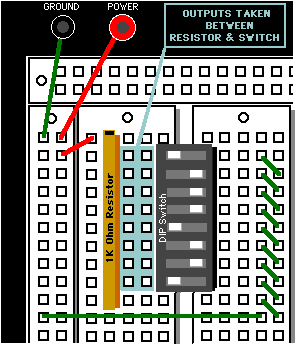 GROUND POWER
OUTPUTS TAKEN
BETWEEN
RESISTOR & SWITCH
1K Ohm Resistor
DIP Switch